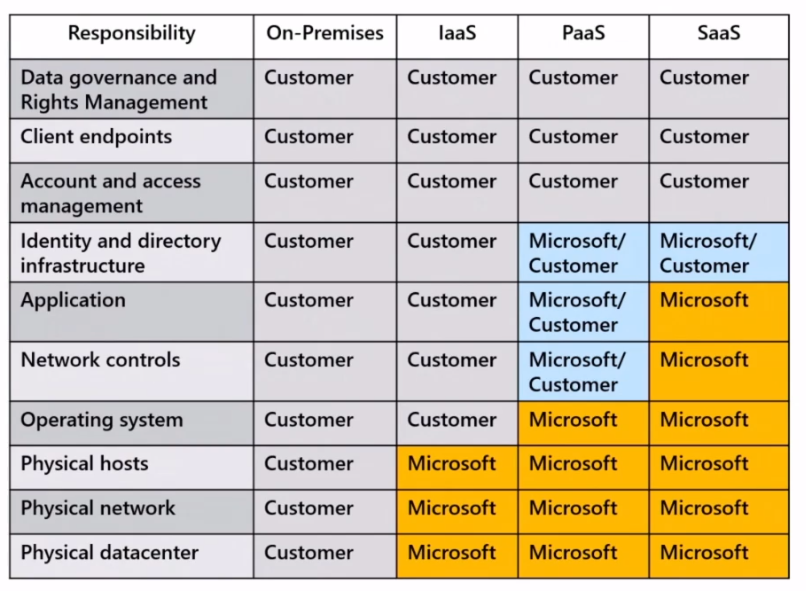 Responsibility On-Premises IaaS PaaS SaaS
Data governance and Rights Management Customer Customer Customer Customer
Client endpoints Customer Customer Customer Customer
Account and access management Customer Customer Customer Customer
Identity and directory infrastructure Customer Customer Microsoft/ Customer Microsoft/ Customer
Application Customer Customer Microsoft/ Customer Microsoft
Network controls Customer Customer Microsoft/ Customer Microsoft
Operating system Customer Customer Microsoft Microsoft
Physical hosts Customer Microsoft Microsoft Microsoft
Physical network Customer Microsoft Microsoft Microsoft
Physical datacenter Customer Microsoft Microsoft Microsoft